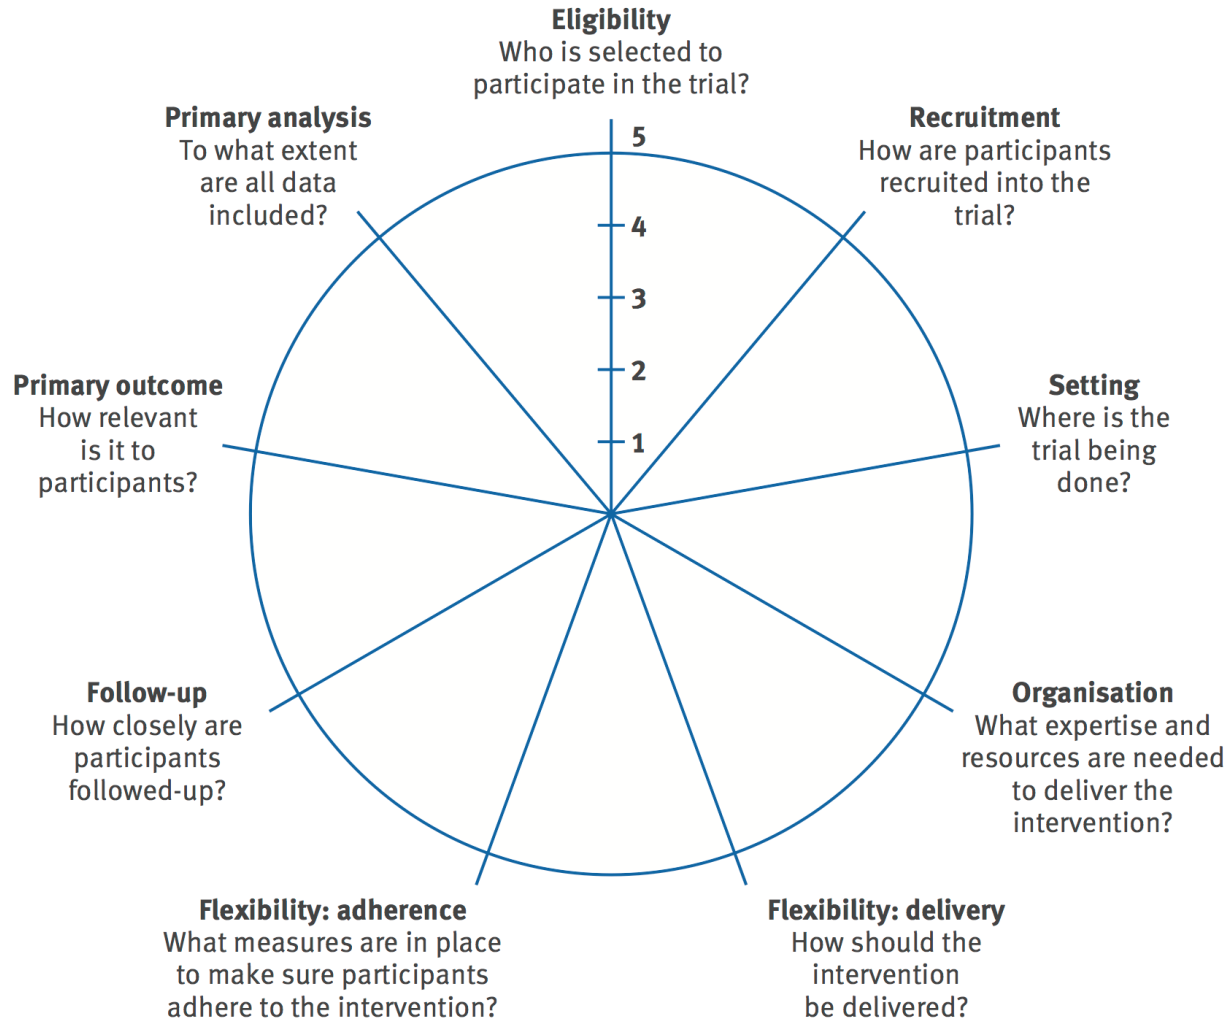 Eligibility
Who is selected to
participate in the trial?
Recruitment
How are participants
recruited into the
trial?
Setting
Where is the
trial being
done?
Organisation
What expertise and
resources are needed
to deliver the
intervention?
Flexibility: delivery
How should the
intervention
be delivered?
Flexibility: adherence
What measures are in place
to make sure participants
adhere to the intervention?
Follow-up
How closely are
participants
followed-up?
Primary outcome
How relevant
is it to
participants?
Primary analysis
To what extent
are all data
included?
5
4
3
2
1